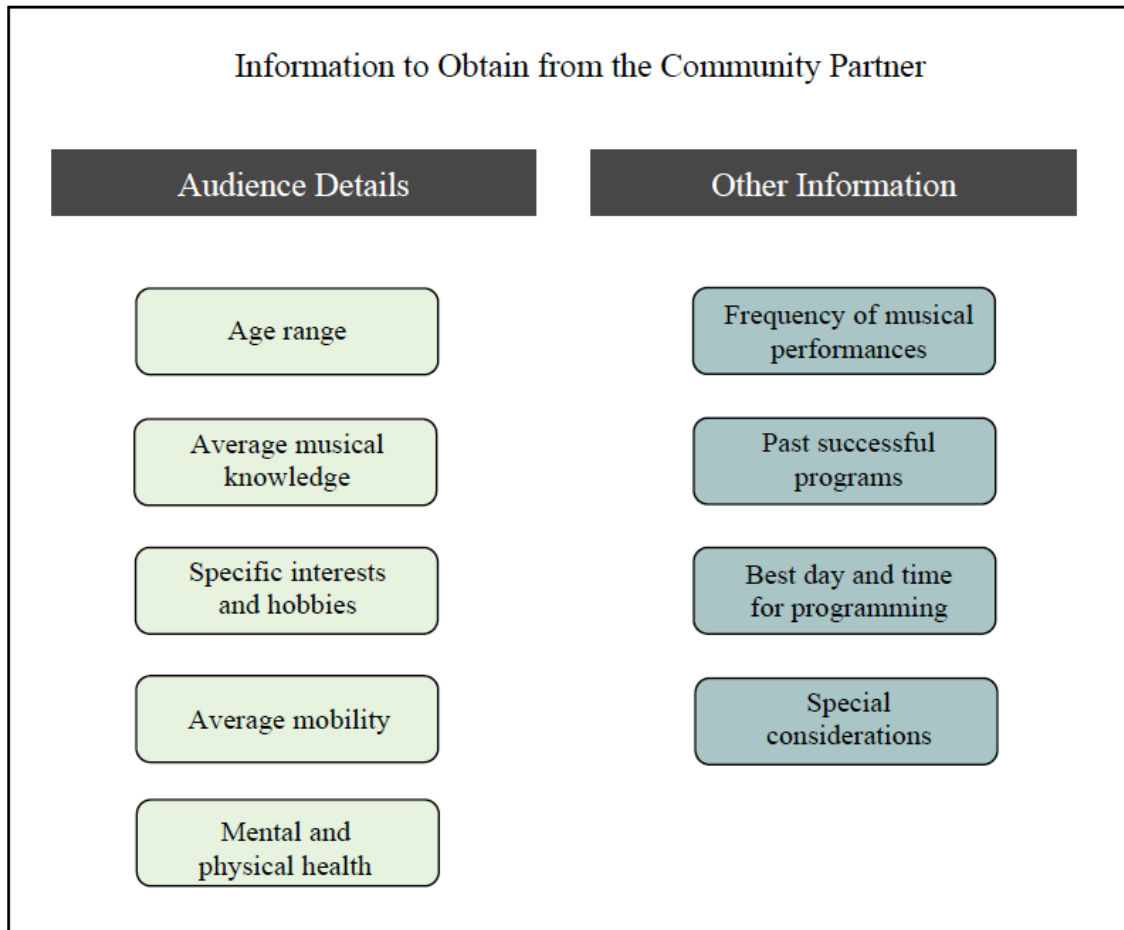 Information to Obtain from the Community Partner
Audience Details
Age range
Average musical
knowledge
Specific interests
and hobbies
Average mobility
Mental and
physical health
Other Information
Frequency of musical
performances
Past successful
programs
Best day and time
for programming
Special
considerations